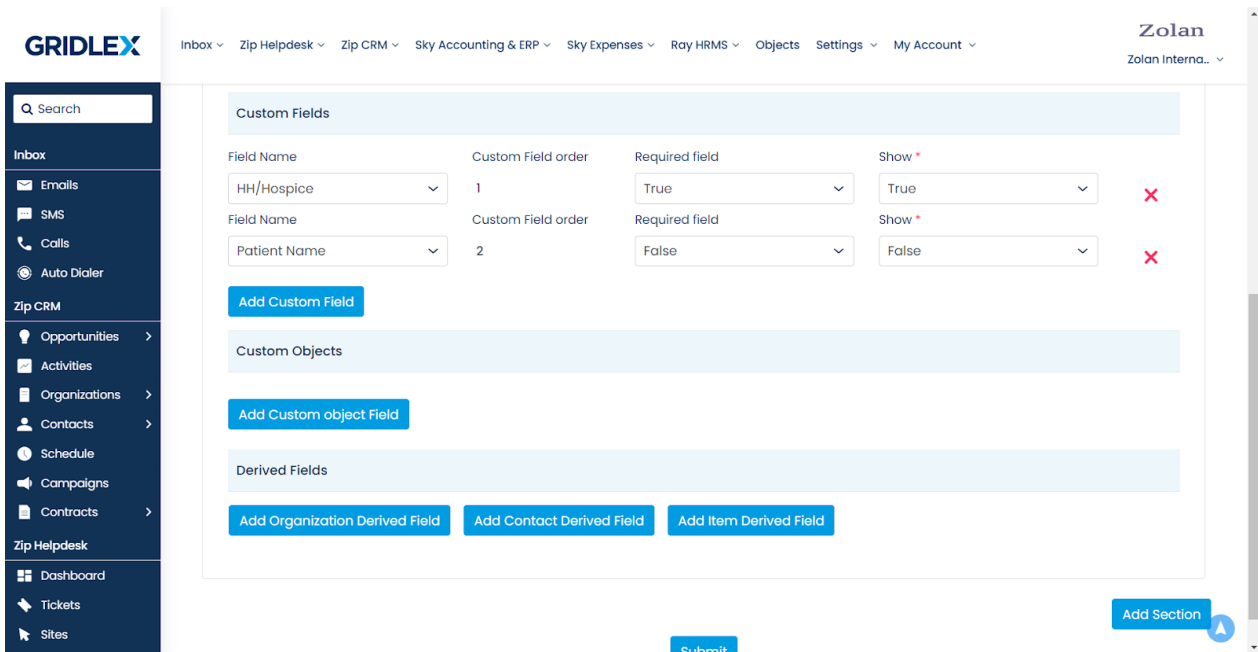 GRIDLEX
Inbox Zip Helpdesk Zip CRM Sky Accounting & ERP Sky Expenses Ray HRMS Objects Settings My Account
Zolan
Zolan Interna..
Search
Inbox
Emails
SMS
Calls
Auto Dialer
Zip CRM
Opportunities
Activities
Organizations
Contacts
Schedule
Campaigns
Contracts
Zip Helpdesk
Dashboard
Tickets
Sites
Custom Fields
Field Name Custom Field order Required field Show *
HH/Hospice 1 True True
Field Name Custom Field order Required field Show *
Patient Name 2 False False
Add Custom Field
Custom Objects
Add Custom object Field
Derived Fields
Add Organization Derived Field Add Contact Derived Field Add Item Derived Field
Add Section
Submit